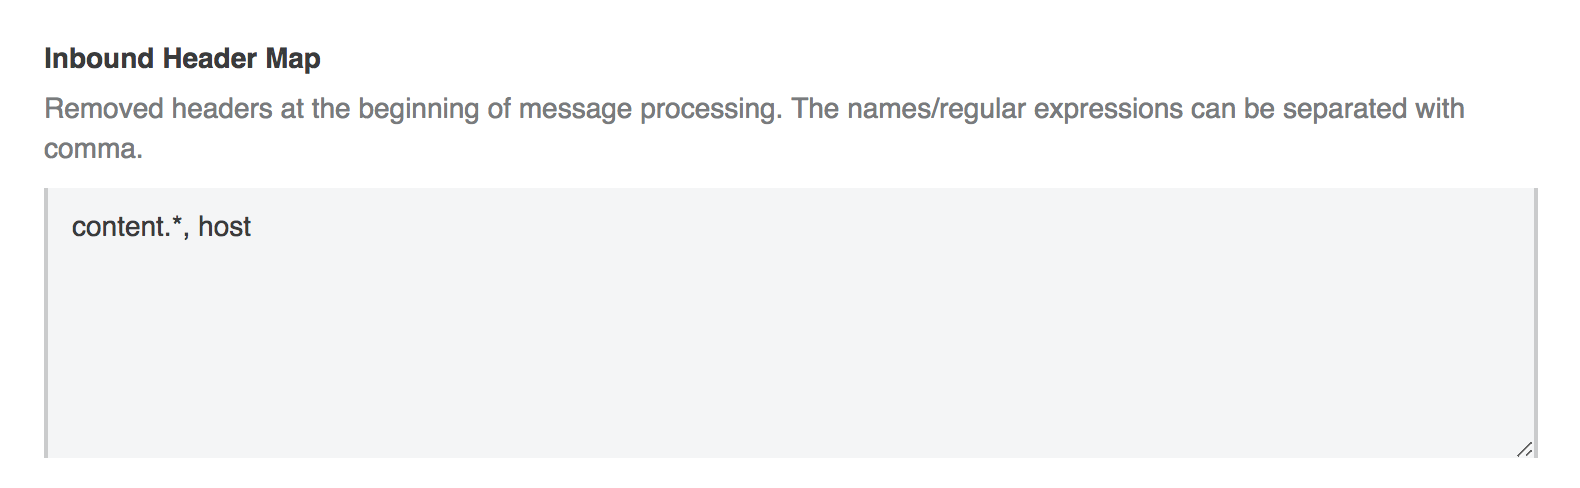 Inbound Header Map
Removed headers at the beginning of message processing. The names/regular expressions can be separated with
comma.
content.*, host